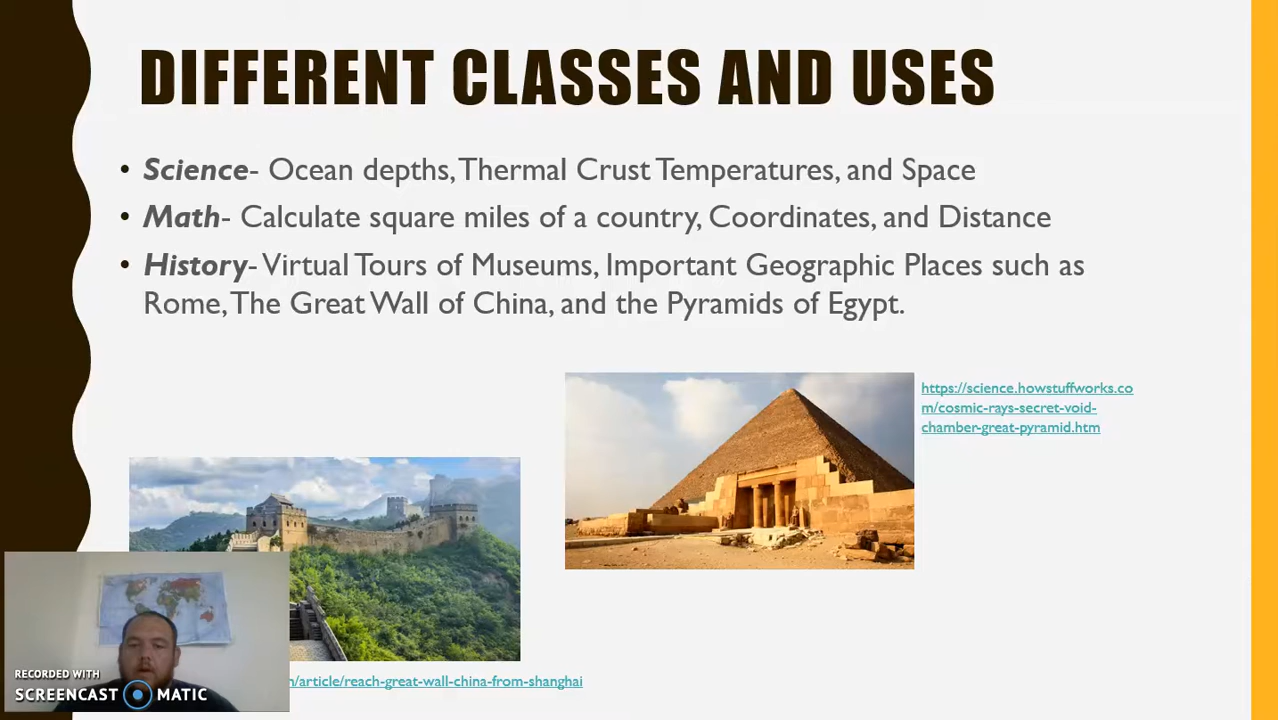 DIFFERENT CLASSES AND USES
• Science- Ocean depths, Thermal Crust Temperatures, and Space
• Math- Calculate square miles of a country, Coordinates, and Distance
• History- Virtual Tours of Museums, Important Geographic Places such as
Rome, The Great Wall of China, and the Pyramids of Egypt.
https://science.howstuffworks.co
m/cosmic-rays-secret-void-
chamber-great-pyramid.htm
/article/reach-great-wall-china-from-shanghai
RECORDED WITH
SCREENCAST MATIC